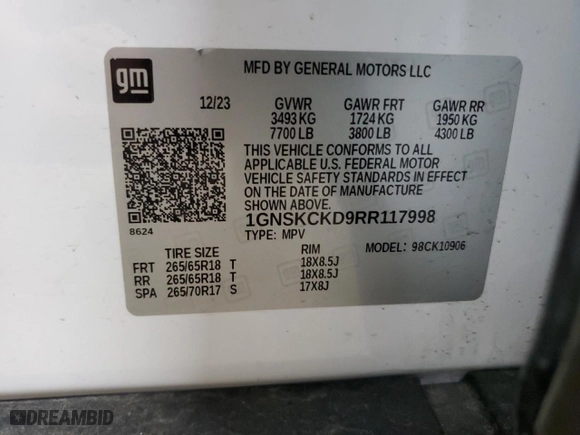 gm
MFD BY GENERAL MOTORS LLC
12/23 GVWR GAWR FRT GAWR RR
3493 KG 1724 KG 1950 KG
7700 LB 3800 LB 4300 LB
THIS VEHICLE CONFORMS TO ALL
APPLICABLE U.S. FEDERAL MOTOR
VEHICLE SAFETY STANDARDS IN EFFECT
ON THE DATE OF MANUFACTURE
SHOWN ABOVE.
8624
1GNSKCKD9RR117998
TYPE: MPV
MODEL: 98CK10906
TIRE SIZE RIM
FRT 265/65R18 T 18X8.5J
RR 265/65R18 T 18X8.5J
SPA 265/70R17 S 17X8J
DREAMBID